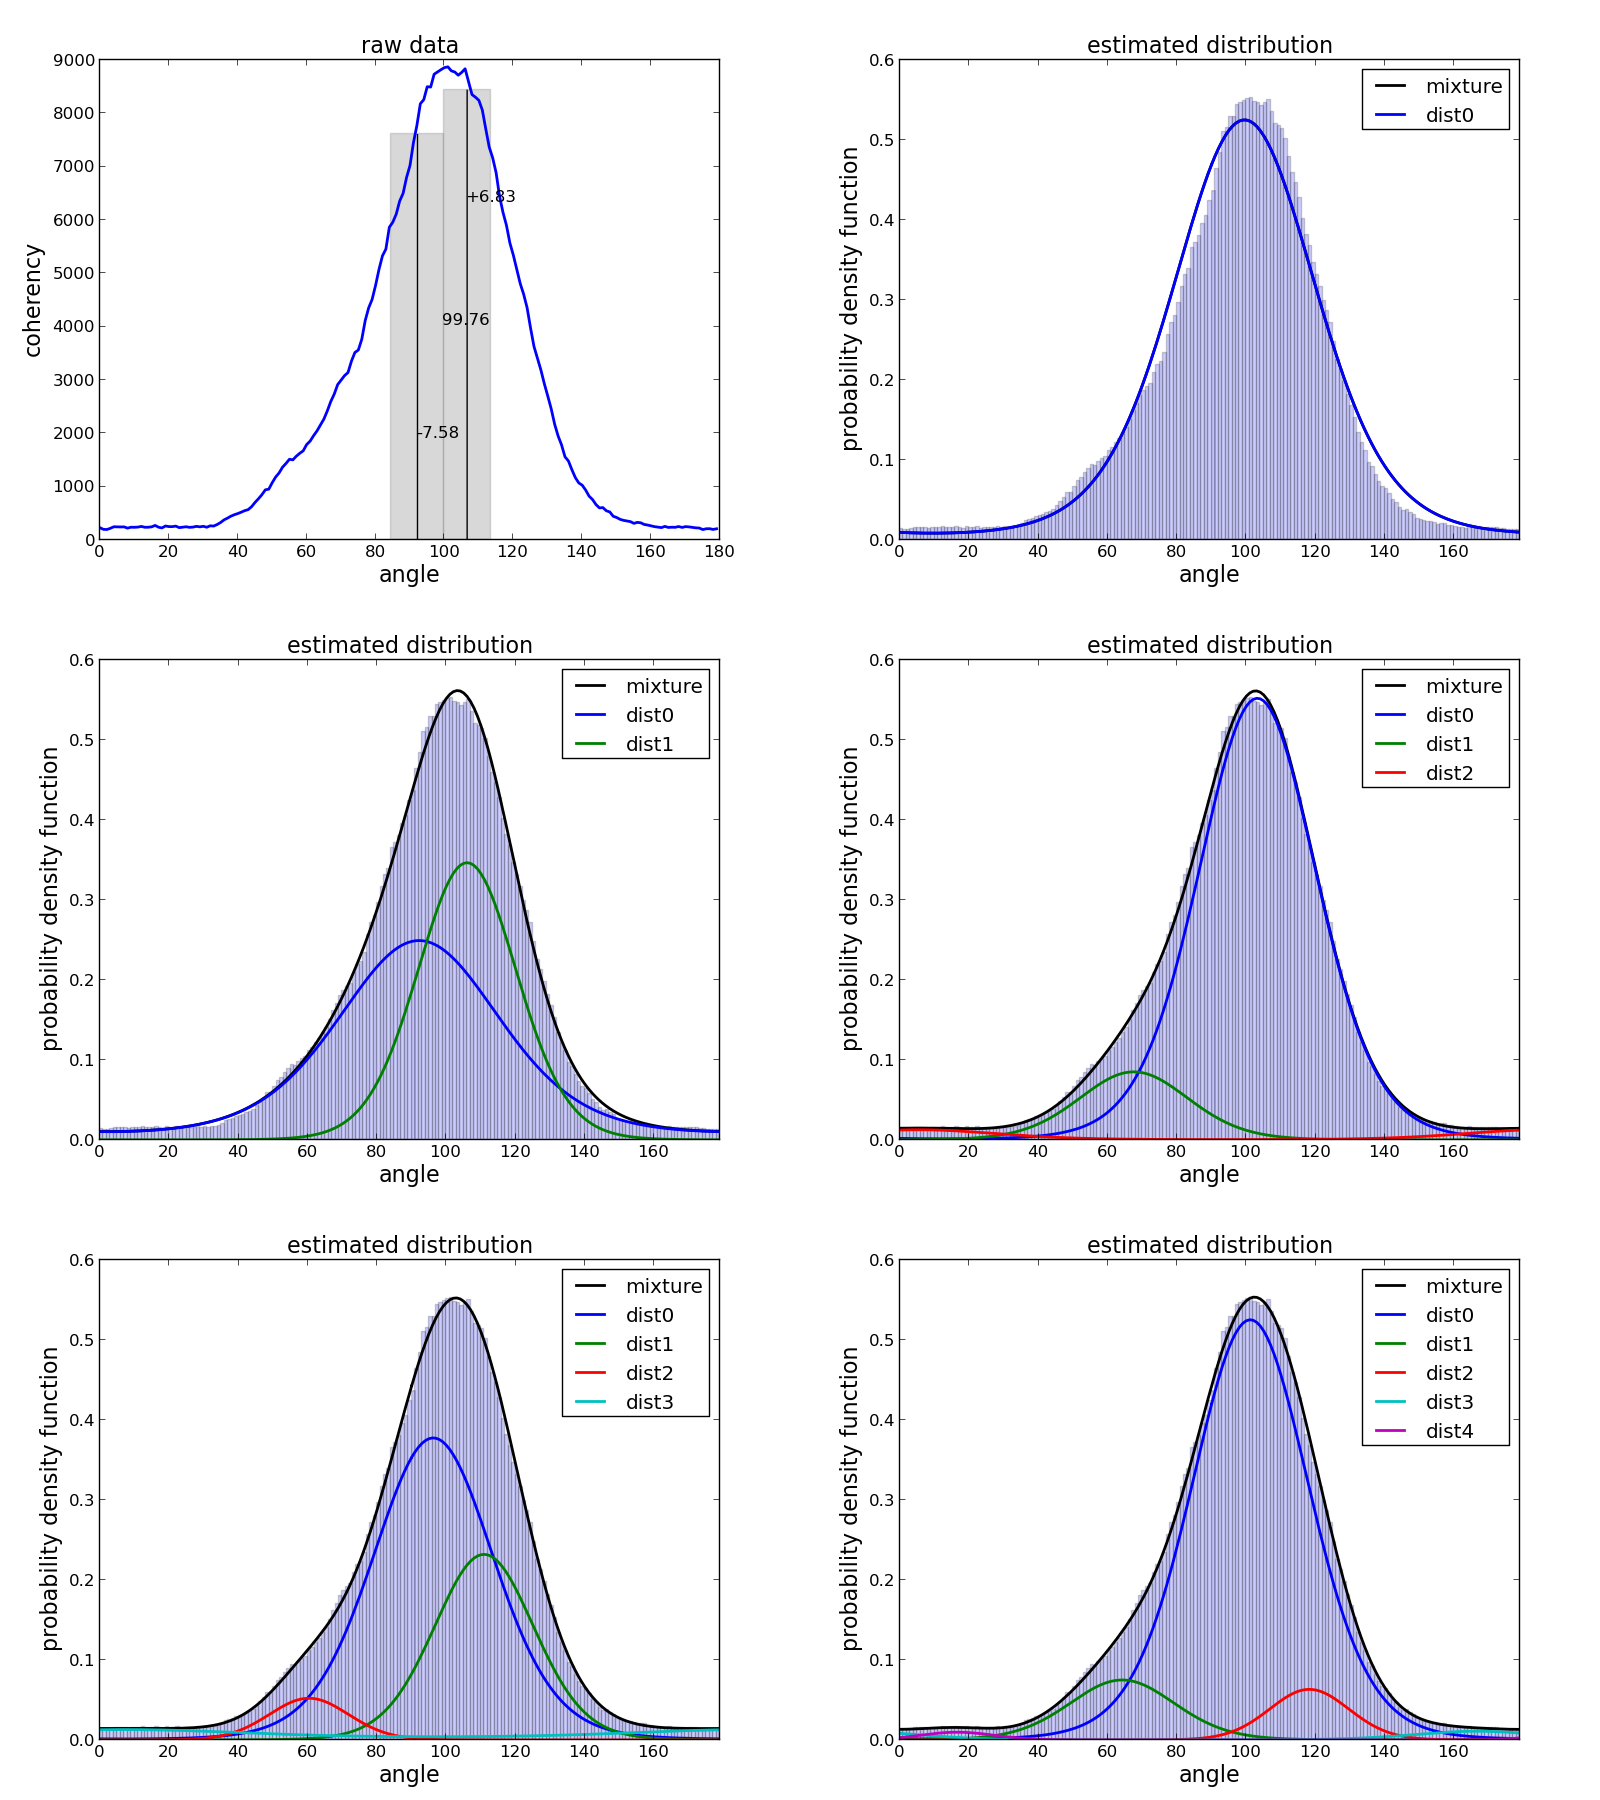 raw data
9000
8000
7000
6000
5000
4000
3000
2000
1000
0
coherency
+6.83
99.76
-7.58
0 20 40 60 80 100 120 140 160 180
angle
estimated distribution
0.6
0.5
0.4
0.3
0.2
0.1
0.0
probability density function
mixture
dist0
0 20 40 60 80 100 120 140 160
angle
estimated distribution
0.6
0.5
0.4
0.3
0.2
0.1
0.0
probability density function
mixture
dist0
dist1
0 20 40 60 80 100 120 140 160
angle
estimated distribution
0.6
0.5
0.4
0.3
0.2
0.1
0.0
probability density function
mixture
dist0
dist1
dist2
0 20 40 60 80 100 120 140 160
angle
estimated distribution
0.6
0.5
0.4
0.3
0.2
0.1
0.0
probability density function
mixture
dist0
dist1
dist2
dist3
0 20 40 60 80 100 120 140 160
angle
estimated distribution
0.6
0.5
0.4
0.3
0.2
0.1
0.0
probability density function
mixture
dist0
dist1
dist2
dist3
dist4
0 20 40 60 80 100 120 140 160
angle